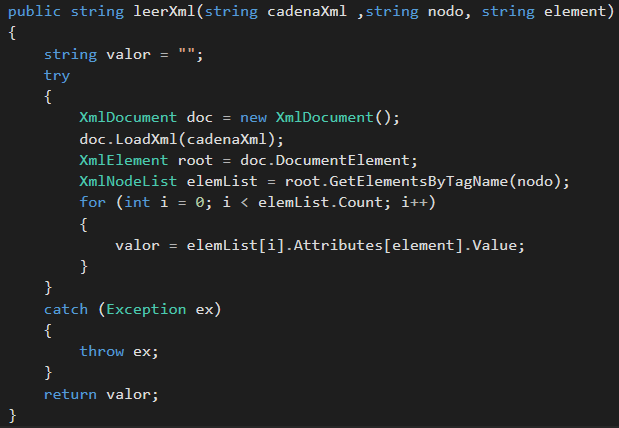 public string leerXml(string cadenaXml ,string nodo, string element)
{
    string valor = "";
    try
    {
        XmlDocument doc = new XmlDocument();
        doc.LoadXml(cadenaXml);
        XmlElement root = doc.DocumentElement;
        XmlNodeList elemList = root.GetElementsByTagName(nodo);
        for (int i = 0; i < elemList.Count; i++)
        {
            valor = elemList[i].Attributes[element].Value;
        }
    }
    catch (Exception ex)
    {
        throw ex;
    }
    return valor;
}